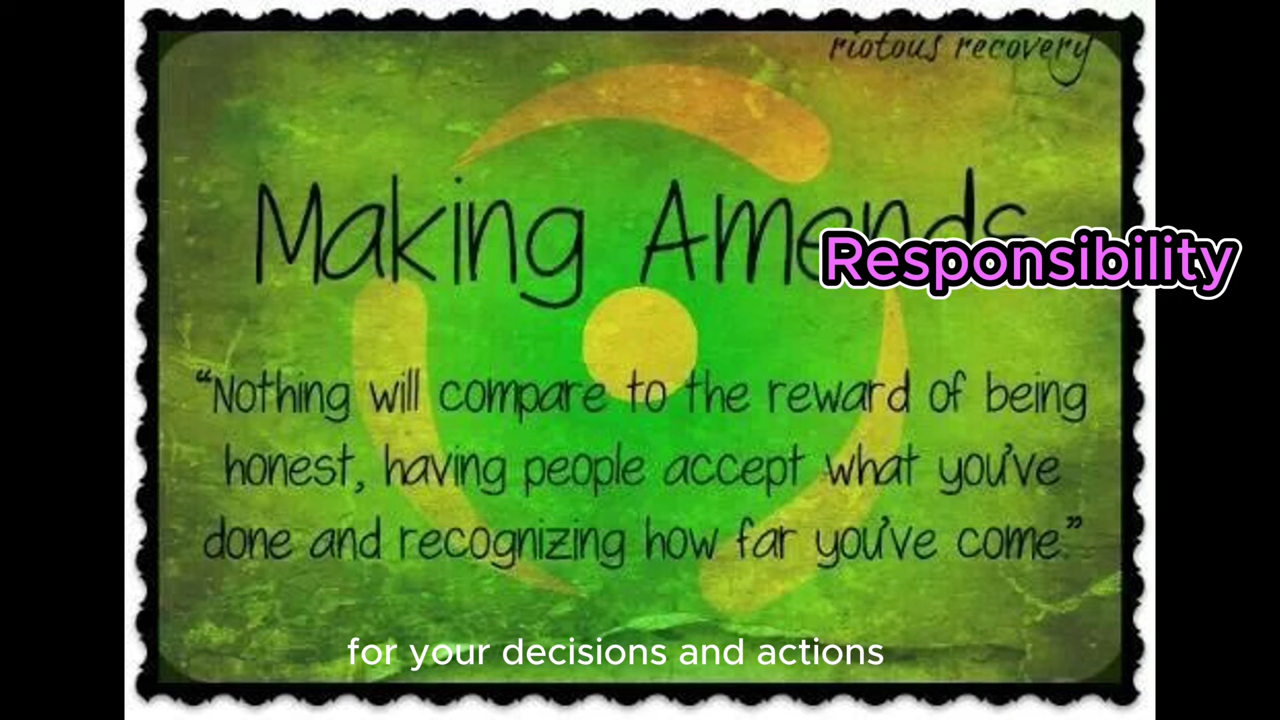 riotous recovery
Making Amends
Responsibility
“Nothing will compare to the reward of being
honest, having people accept what you’ve
done and recognizing how far you’ve come.”
for your decisions and actions